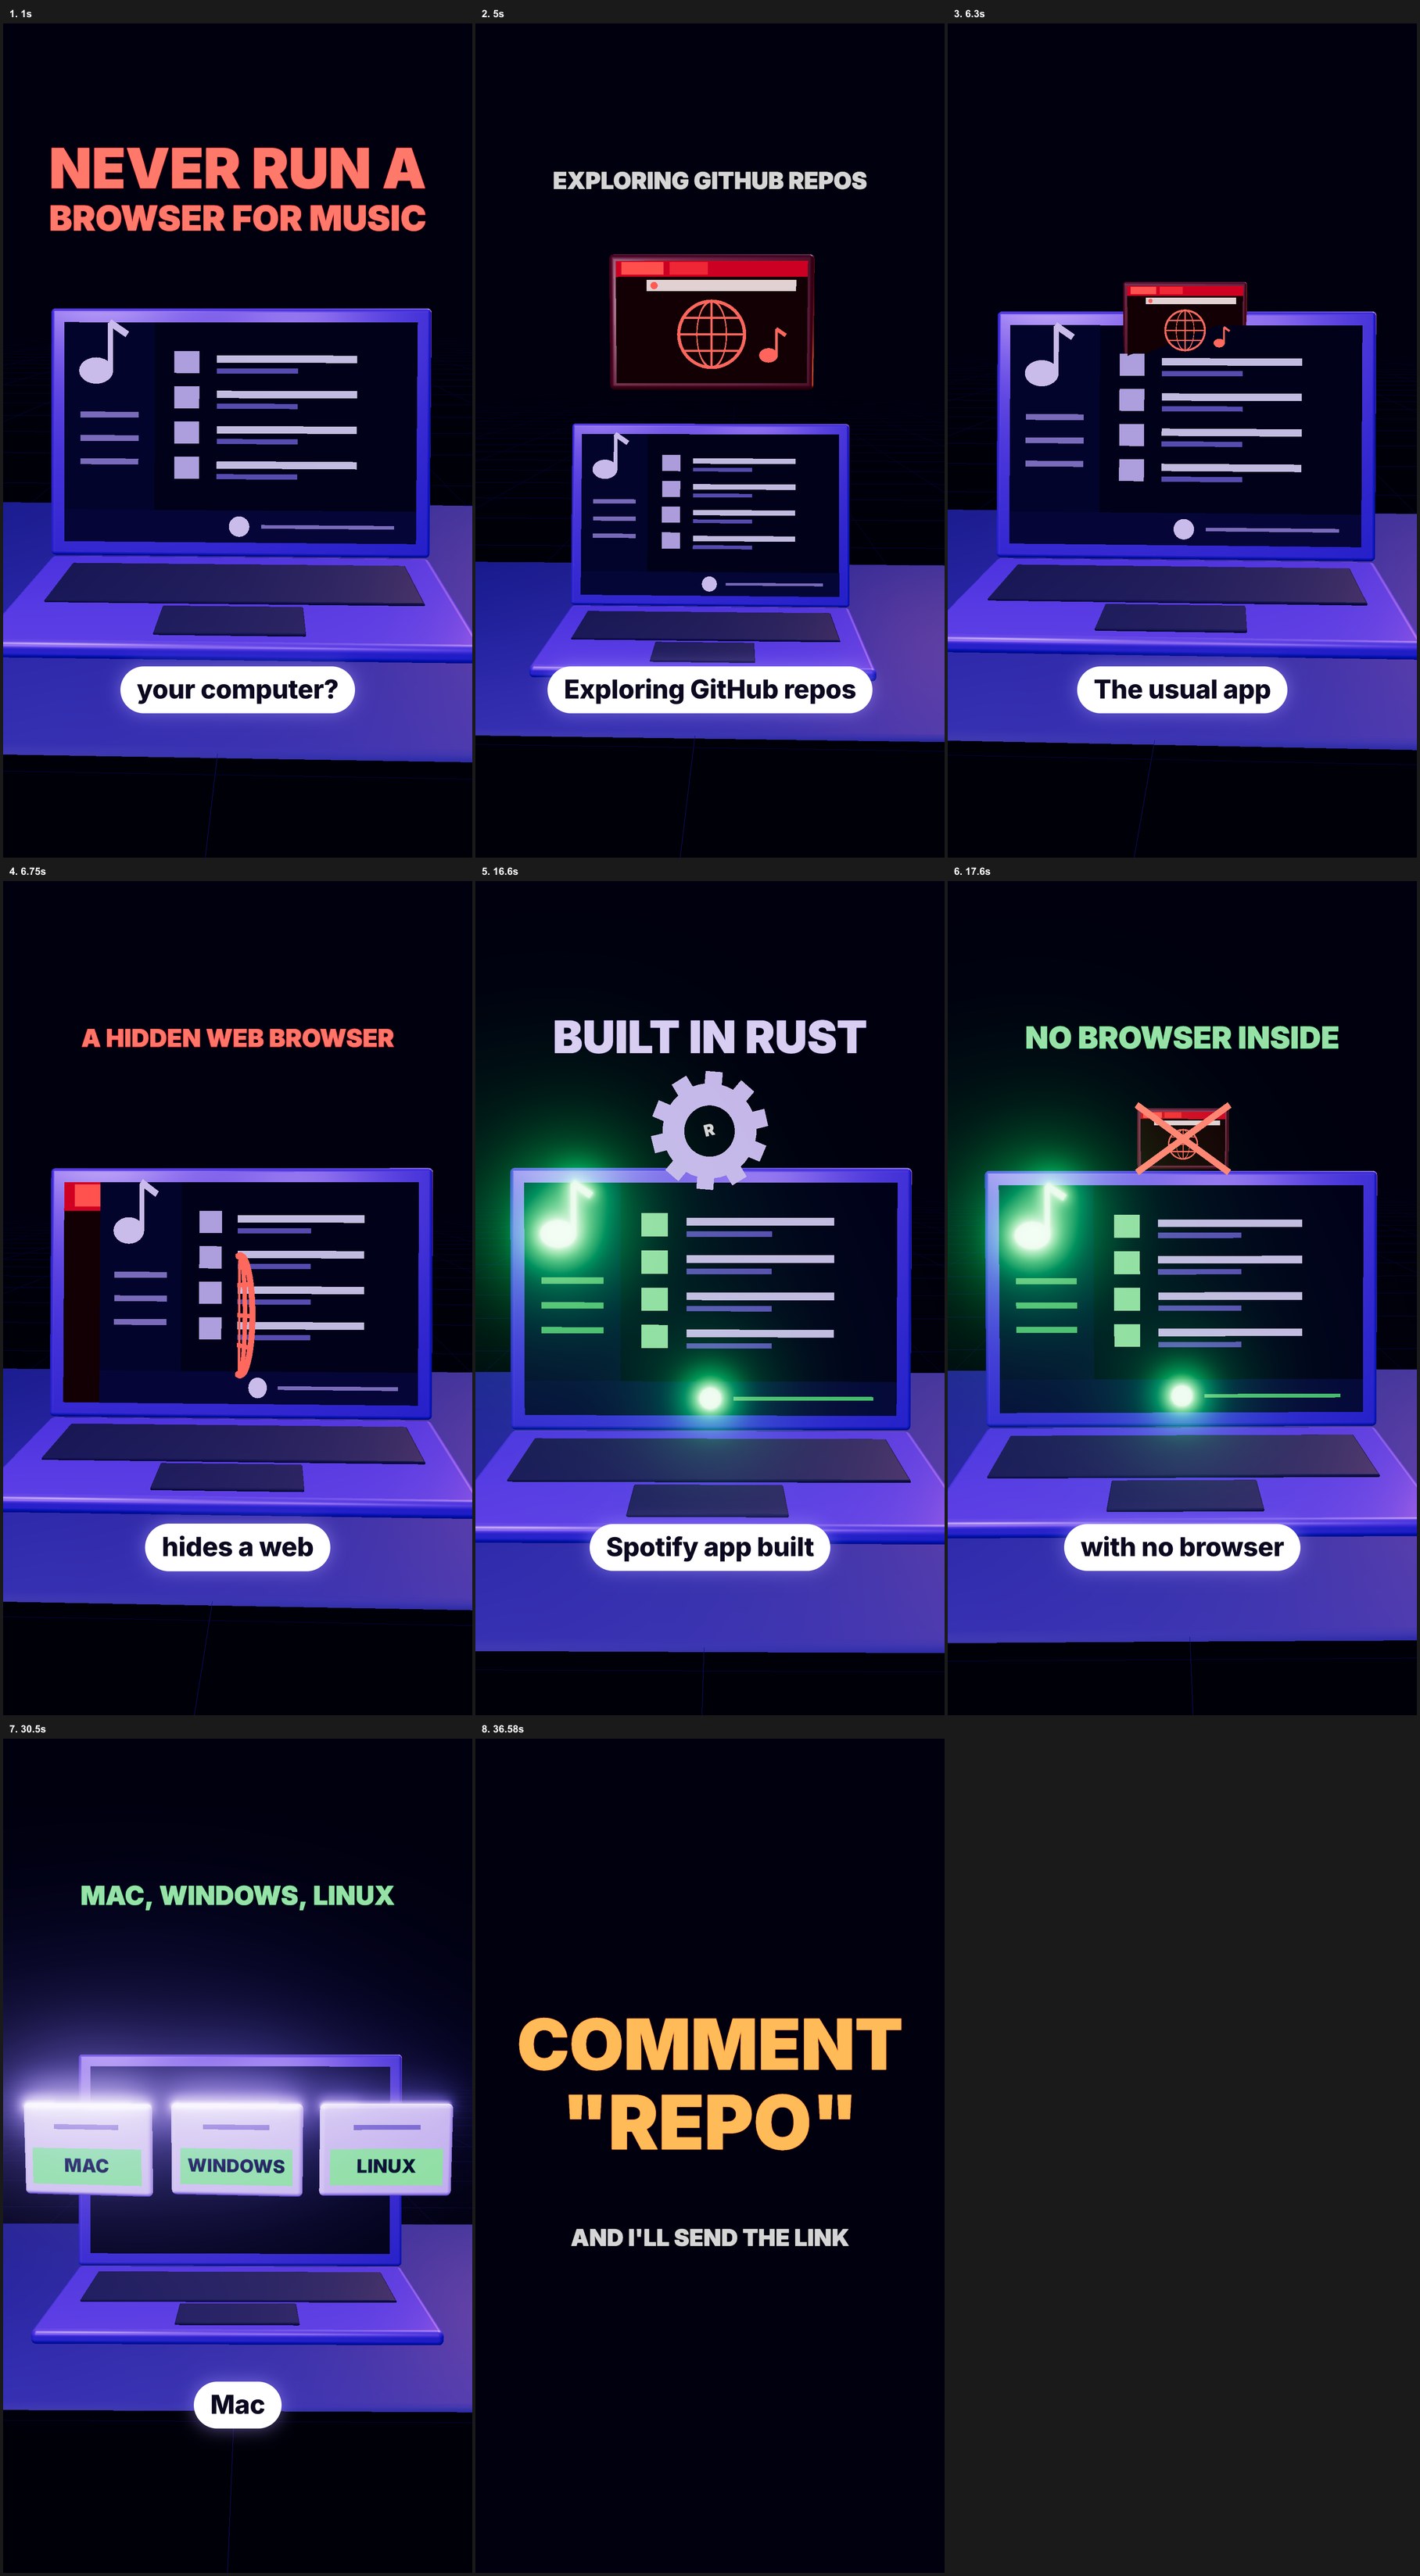 1. 1s
NEVER RUN A
BROWSER FOR MUSIC
your computer?
2. 5s
EXPLORING GITHUB REPOS
Exploring GitHub repos
3. 6.3s
The usual app
4. 6.75s
A HIDDEN WEB BROWSER
hides a web
5. 16.6s
BUILT IN RUST
R
Spotify app built
6. 17.6s
NO BROWSER INSIDE
with no browser
7. 30.5s
MAC, WINDOWS, LINUX
MAC
WINDOWS
LINUX
Mac
8. 36.58s
COMMENT
"REPO"
AND I'LL SEND THE LINK